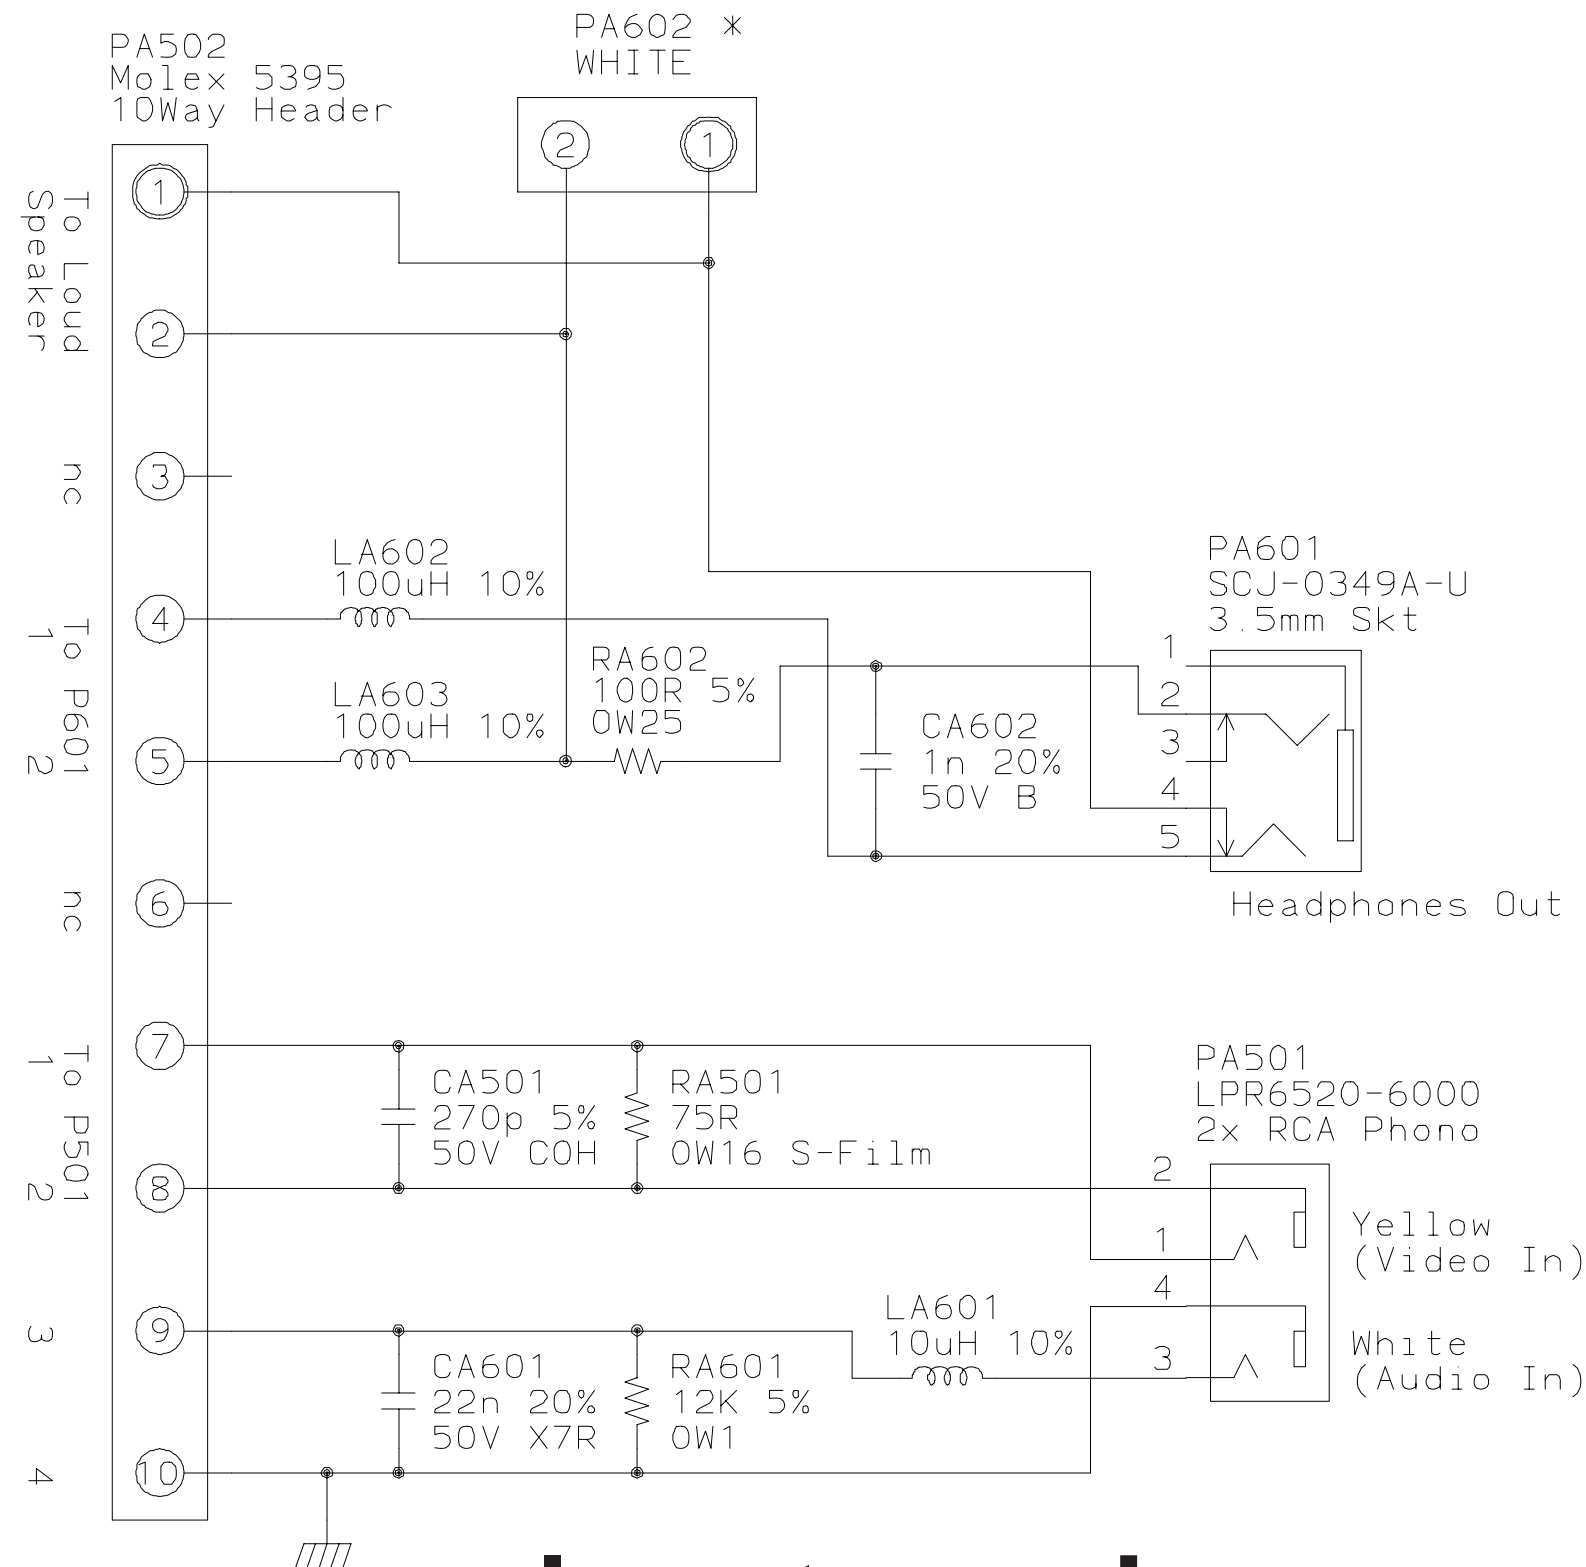 PA602 *
WHITE
2
1
PA502
Molex 5395
10Way Header
To Loud
Speaker
nc
To P601
1
2
nc
To P501
1
2
3
4
1
2
3
4
5
6
7
8
9
10
LA602
100uH 10%
LA603
100uH 10%
RA602
100R 5%
0W25
CA602
1n 20%
50V B
PA601
SCJ-0349A-U
3.5mm Skt
1
2
3
4
5
Headphones Out
CA501
270p 5%
50V C0H
RA501
75R
0W16 S-Film
PA501
LPR6520-6000
2x RCA Phono
2
1
4
3
Yellow
(Video In)
White
(Audio In)
LA601
10uH 10%
CA601
22n 20%
50V X7R
RA601
12K 5%
0W1